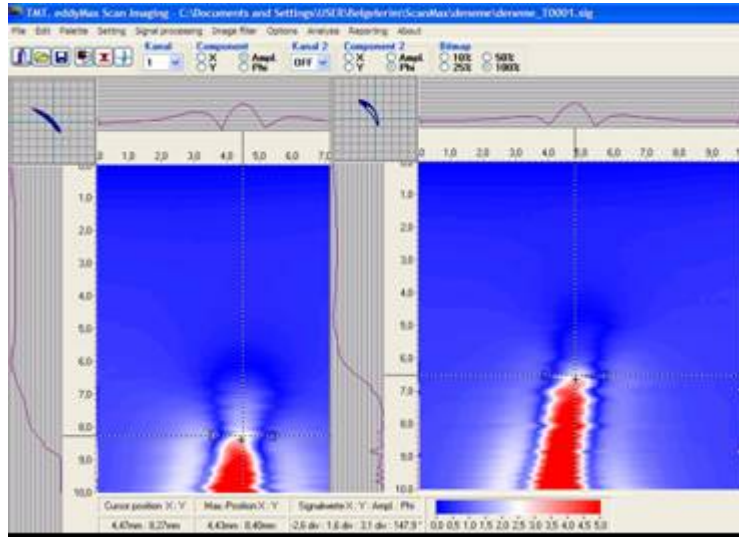 TMT. eddyMax Scan Imaging - C:\Documents and Settings\USER\Belgelerim\ScanMax\deneme\deneme_T0001.sig
File Edit Palette Setting Signal processing Image filter Options Analysis Reporting About
Kanal Component Kanal 2 Component 2 Bitmap
1 X Ampl. OFF X Ampl. 10% 50%
Y Phi Y Phi 25% 100%
1,0 2,0 3,0 4,0 5,0 6,0 7,0
1,0 2,0 3,0 4,0 5,0 6,0 7,0 8,0 9,0
1,0
2,0
3,0
4,0
5,0
6,0
7,0
8,0
9,0
10,0
1,0
2,0
3,0
4,0
5,0
6,0
7,0
8,0
9,0
10,0
Cursor position X : Y Max.-Position X : Y Signalwerte X : Y : Ampl. : Phi
4,47mm : 8,27mm 4,43mm : 8,40mm -2,6 div : 1,6 div : 3,1 div : 147,9 °
0,0 0,5 1,0 1,5 2,0 2,5 3,0 3,5 4,0 4,5 5,0